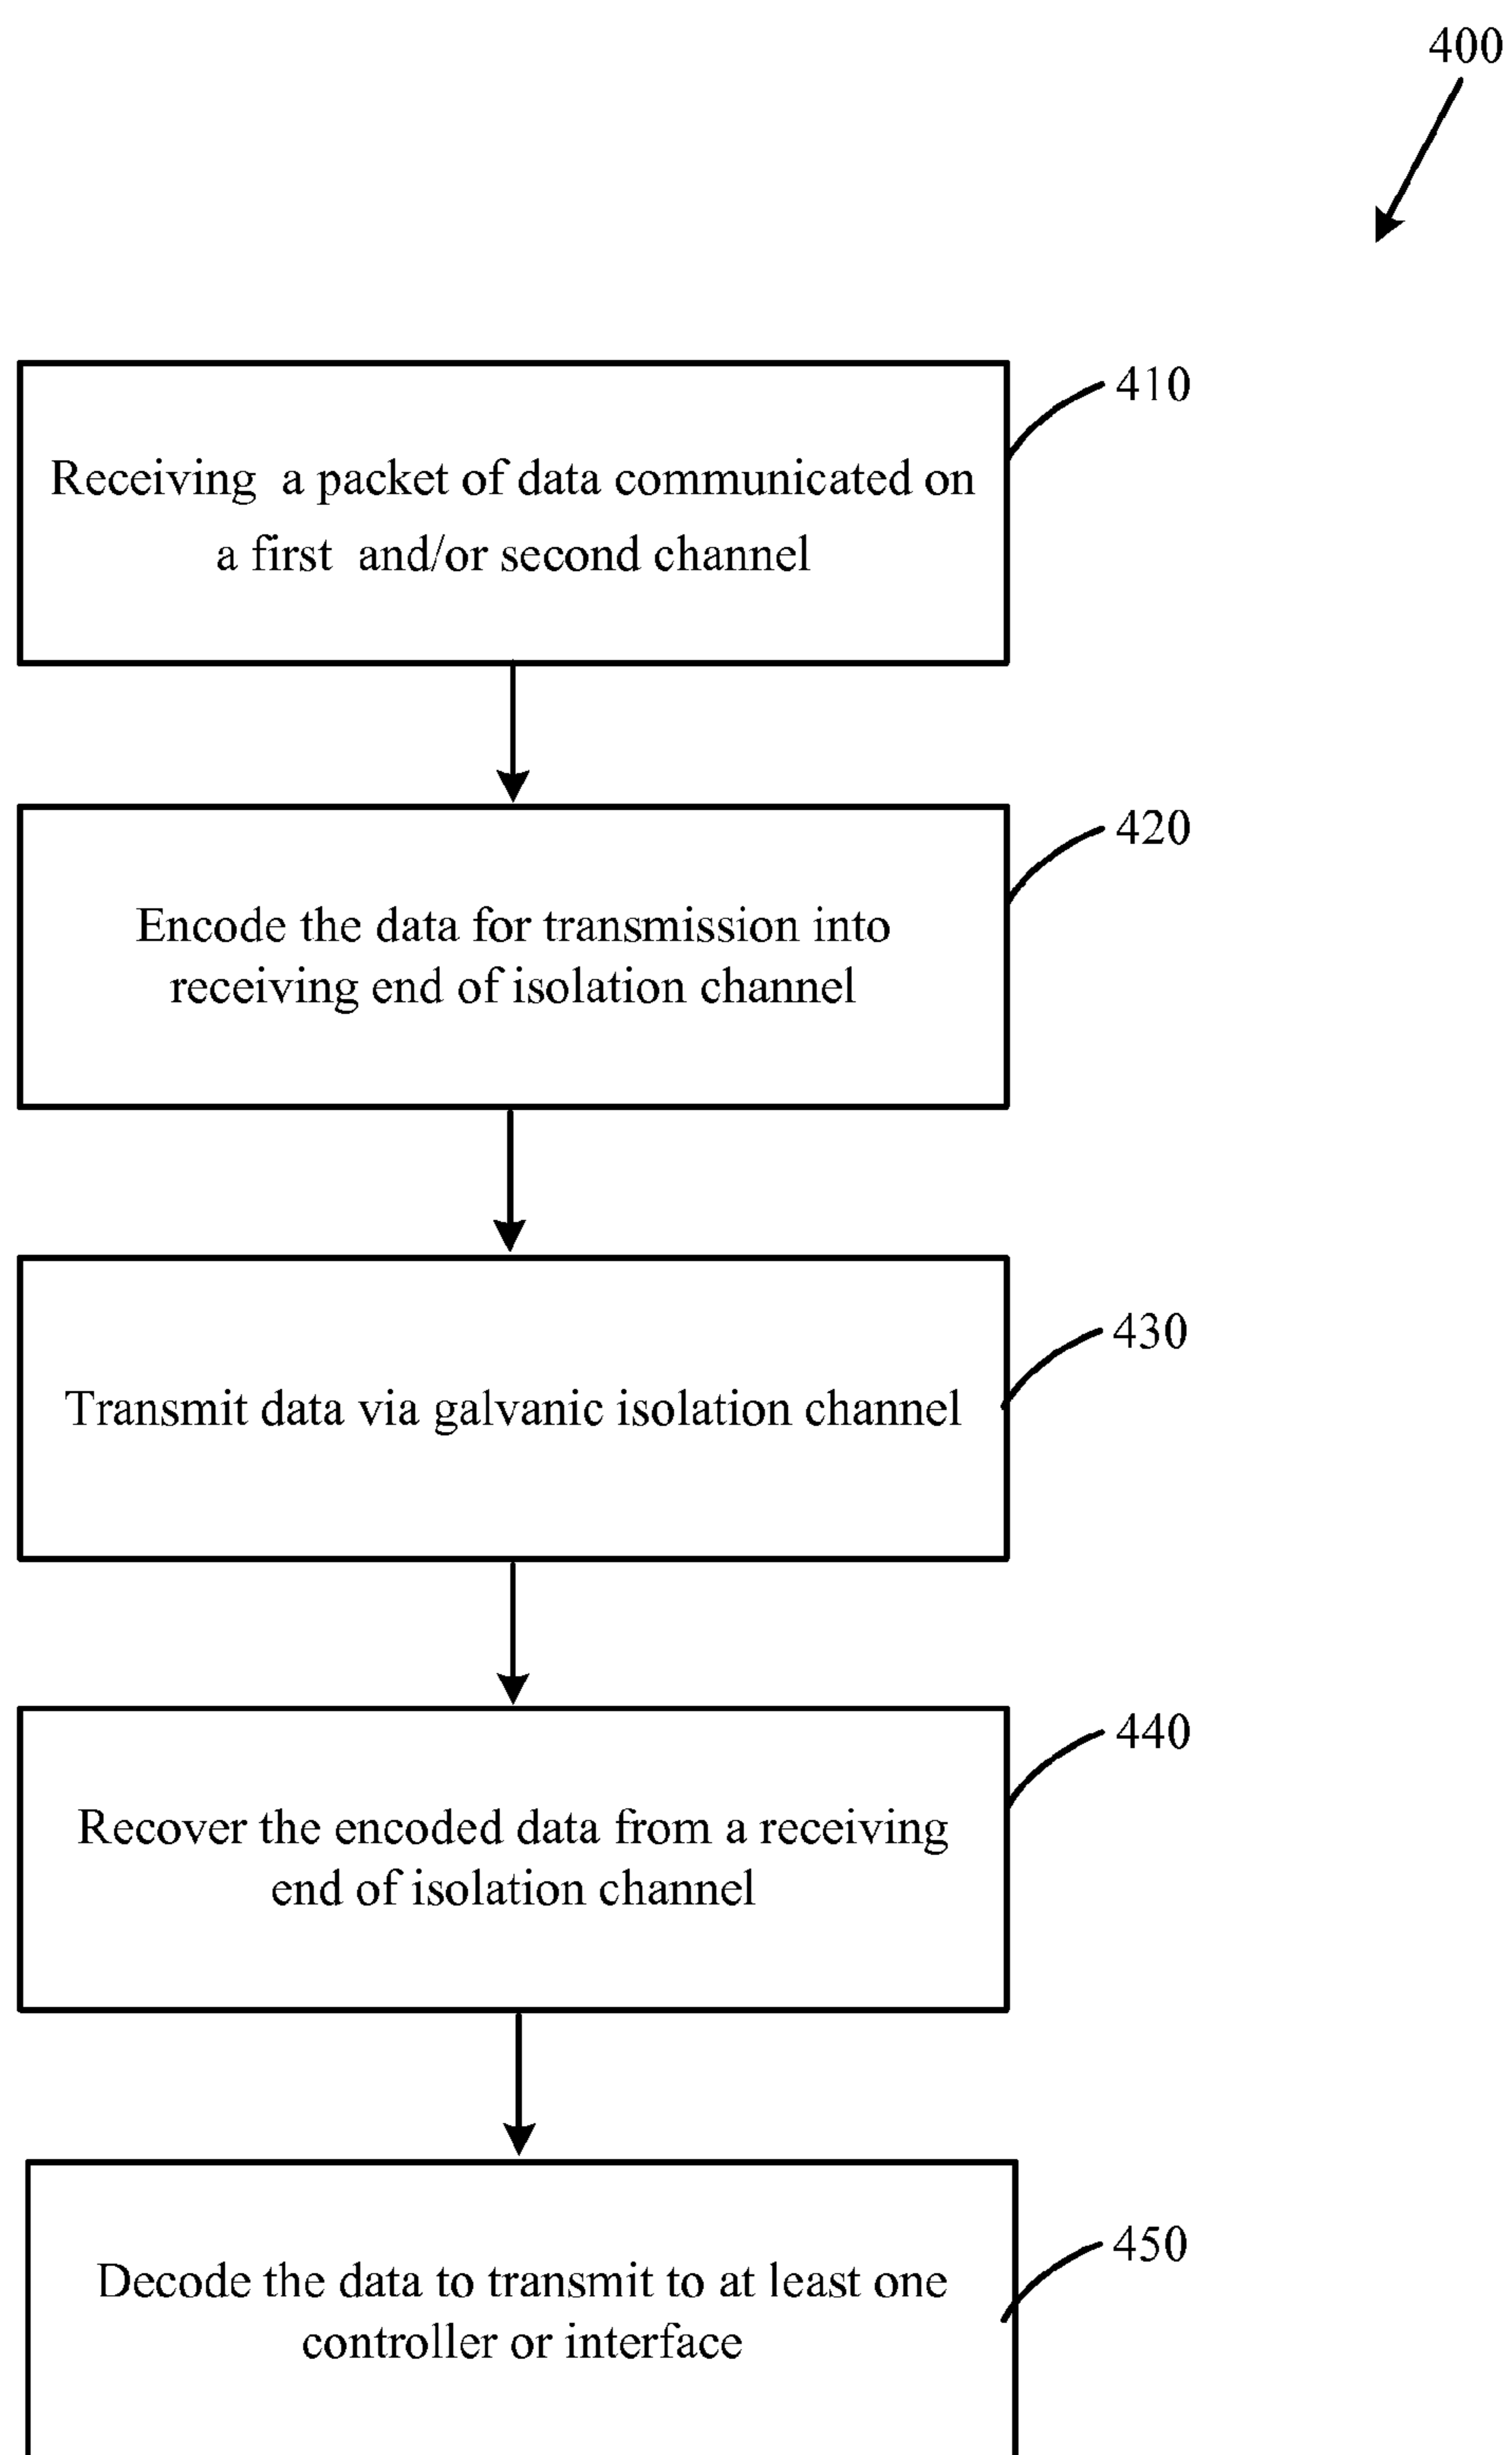 400
410
Receiving a packet of data communicated on
a first and/or second channel
420
Encode the data for transmission into
receiving end of isolation channel
430
Transmit data via galvanic isolation channel
440
Recover the encoded data from a receiving
end of isolation channel
450
Decode the data to transmit to at least one
controller or interface